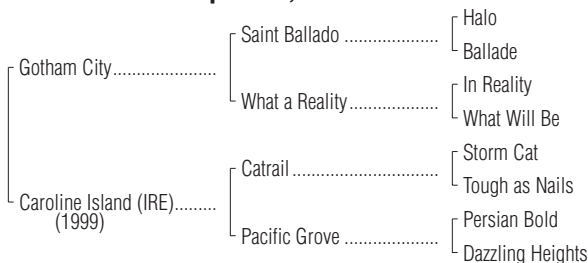 Halo
Saint Ballado ....................
Ballade
Gotham City......................
In Reality
What a Reality...................
What Will Be
Storm Cat
Catrail................................
Tough as Nails
Caroline Island (IRE).........
(1999)
Persian Bold
Pacific Grove .....................
Dazzling Heights